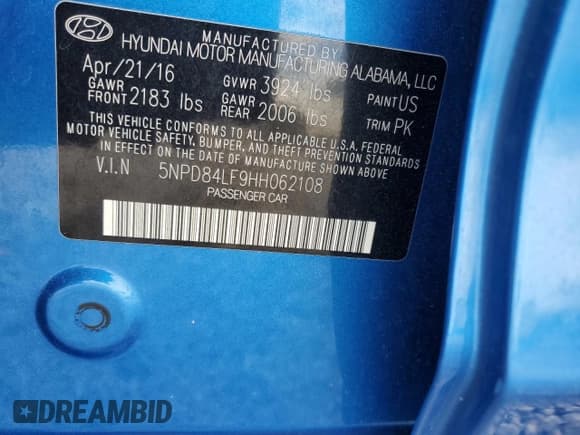 MANUFACTURED BY
HYUNDAI MOTOR MANUFACTURING ALABAMA, LLC
Apr/21/16 GVWR 3924 lbs PAINT US
GAWR FRONT 2183 lbs GAWR REAR 2006 lbs TRIM PK
THIS VEHICLE CONFORMS TO ALL APPLICABLE U.S.A. FEDERAL
MOTOR VEHICLE SAFETY, BUMPER, AND THEFT PREVENTION STANDARDS
IN EFFECT ON THE DATE OF MANUFACTURE SHOWN ABOVE
V.I.N 5NPD84LF9HH062108
PASSENGER CAR
DREAMBID